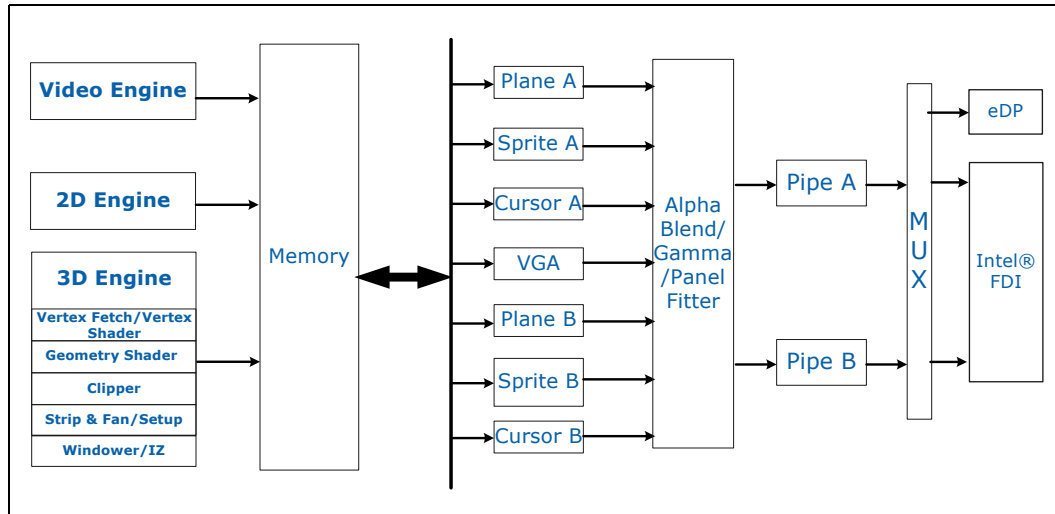 Video Engine
2D Engine
3D Engine
Vertex Fetch/Vertex
Shader
Geometry Shader
Clipper
Strip & Fan/Setup
Windower/IZ
Memory
Plane A
Sprite A
Cursor A
VGA
Plane B
Sprite B
Cursor B
Alpha
Blend/
Gamma
/Panel
Fitter
Pipe A
Pipe B
M
U
X
eDP
Intel®
FDI